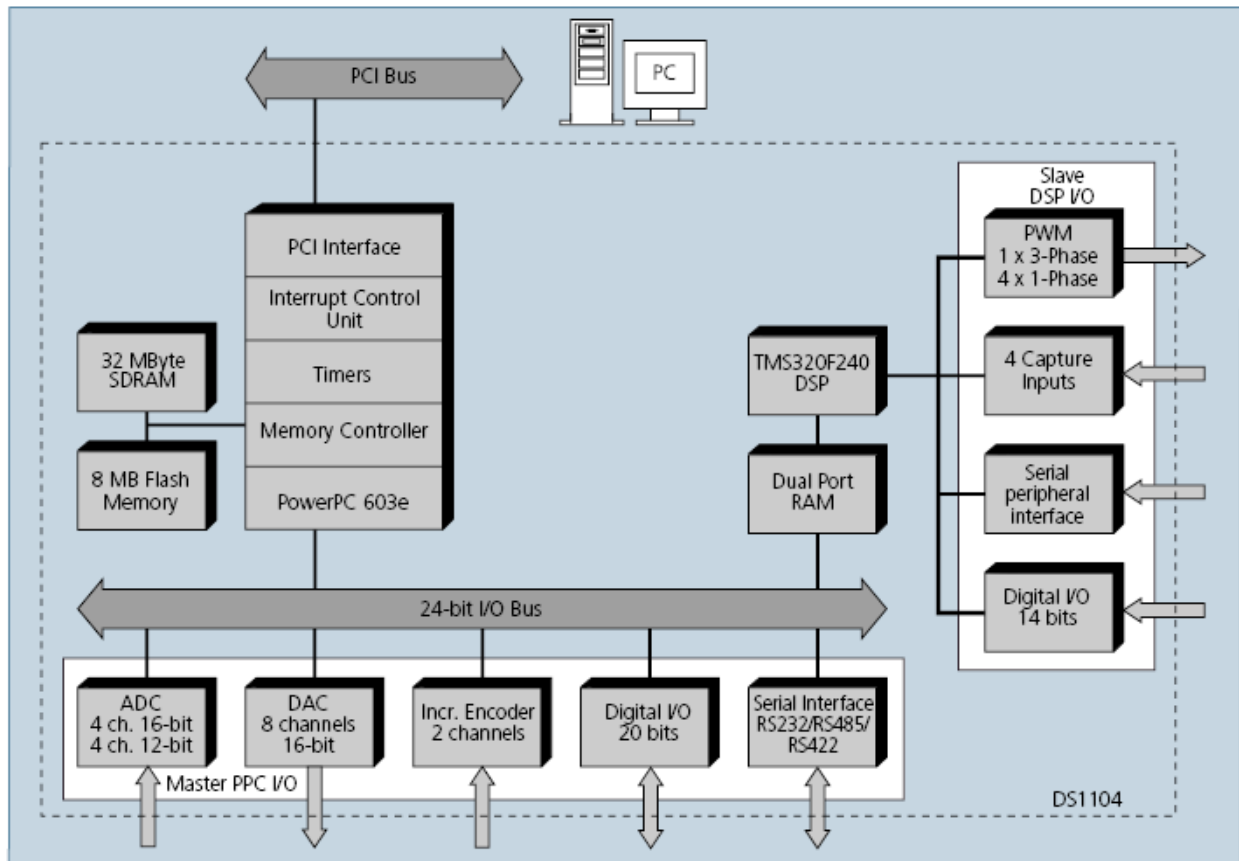 PCI Bus
PC
PCI Interface
Interrupt Control
Unit
Timers
Memory Controller
PowerPC 603e
32 MByte
SDRAM
8 MB Flash
Memory
TMS320F240
DSP
Dual Port
RAM
Slave
DSP I/O
PWM
1 x 3-Phase
4 x 1-Phase
4 Capture
Inputs
Serial
peripheral
interface
Digital I/O
14 bits
24-bit I/O Bus
ADC
4 ch. 16-bit
4 ch. 12-bit
DAC
8 channels
16-bit
Incr. Encoder
2 channels
Digital I/O
20 bits
Serial Interface
RS232/RS485/
RS422
Master PPC I/O
DS1104